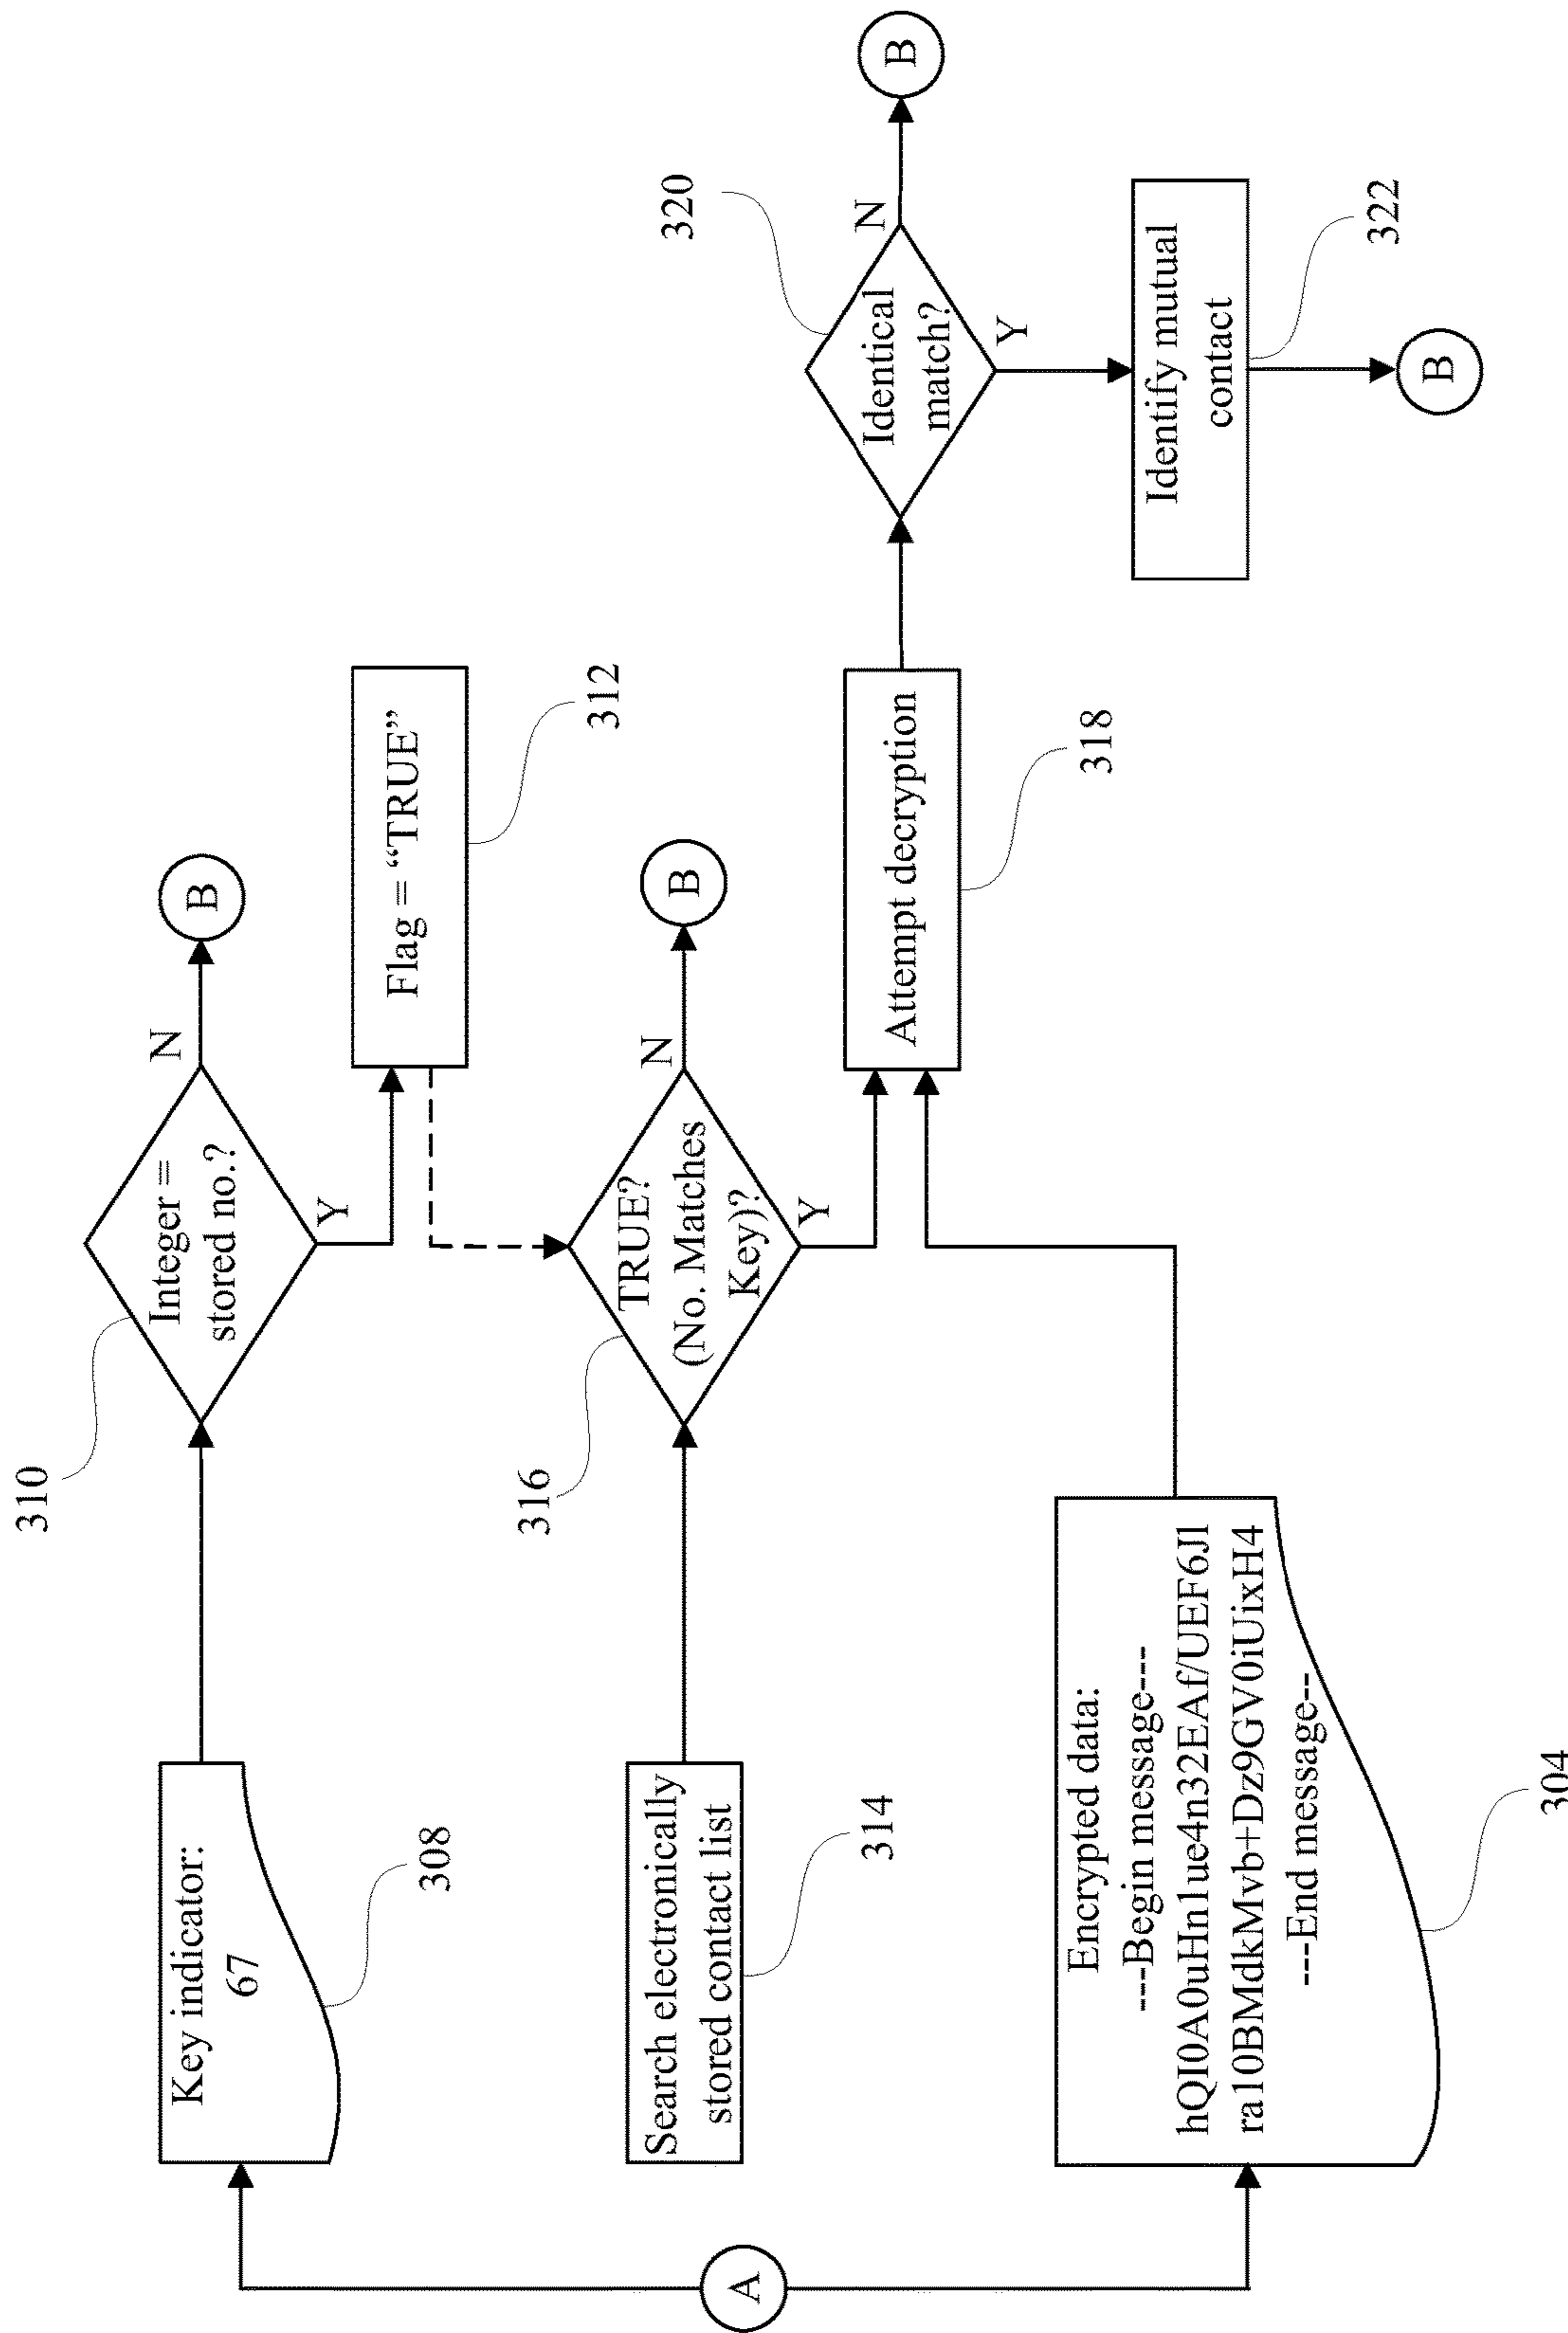 A
Key indicator:
67
308
310
Integer =
stored no.?
N
B
Y
Flag = “TRUE”
312
Search electronically
stored contact list
314
316
TRUE?
(No. Matches
Key)?
N
B
Y
Encrypted data:
----Begin message---
hQI0A0uHn1ue4n32EAf/UEF6Jl
ra10BMdkMvb+Dz9GV0iUixH4
---End message--
304
Attempt decryption
318
320
Identical
match?
N
B
Y
Identify mutual
contact
322
B